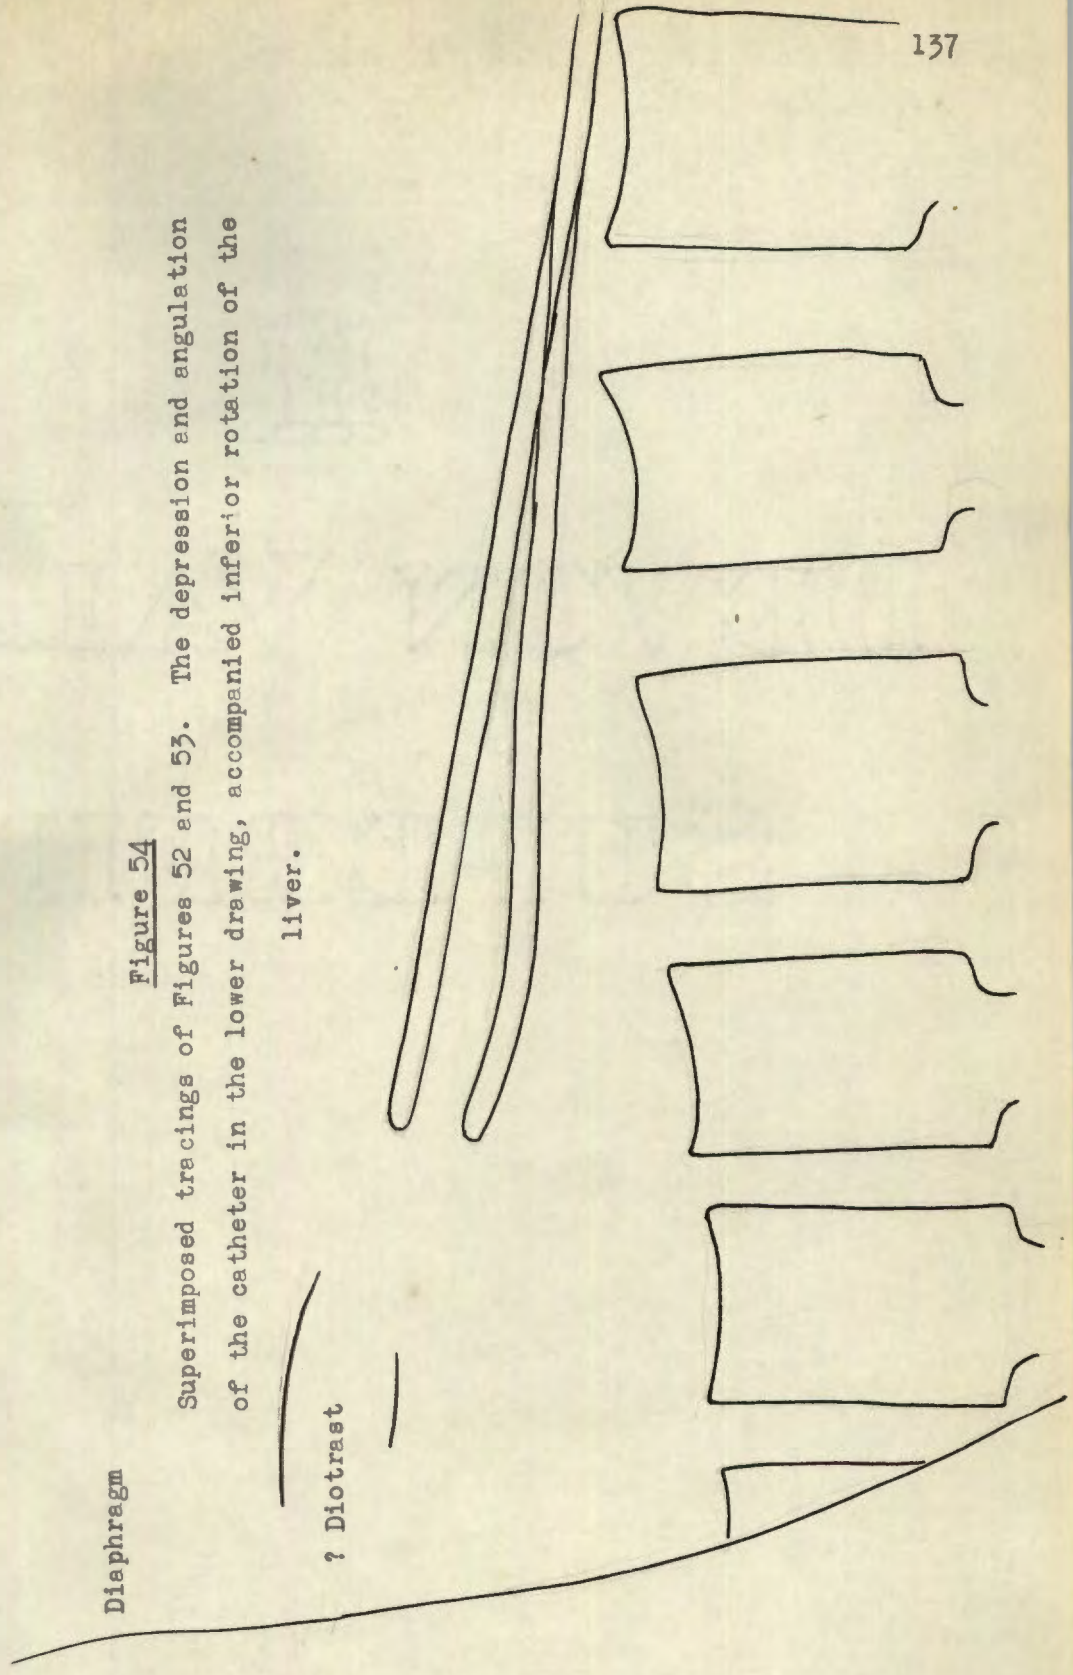 137
Figure 54
Superimposed tracings of Figures 52 and 53. The depression and angulation
of the catheter in the lower drawing, accompanied inferior rotation of the
liver.
Diaphragm
? Diotrast